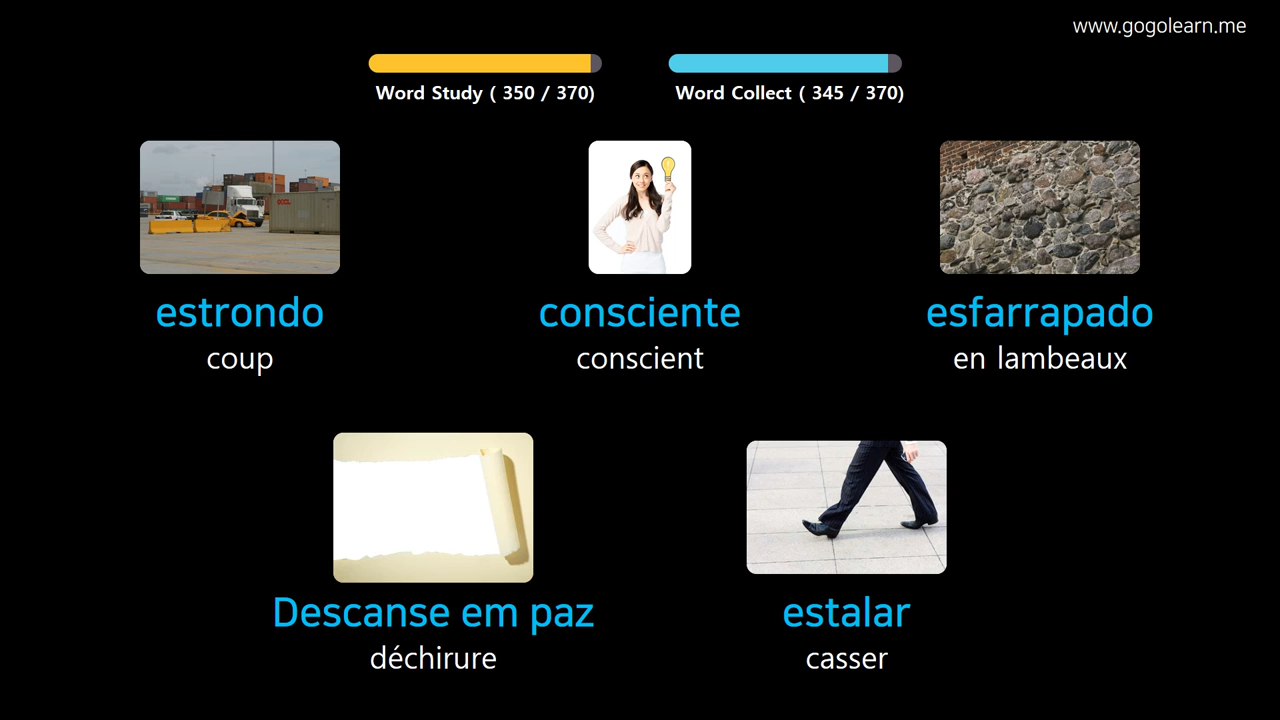 www.gogolearn.me
Word Study ( 350 / 370)
Word Collect ( 345 / 370)
estrondo
coup
consciente
conscient
esfarrapado
en lambeaux
Descanse em paz
déchirure
estalar
casser